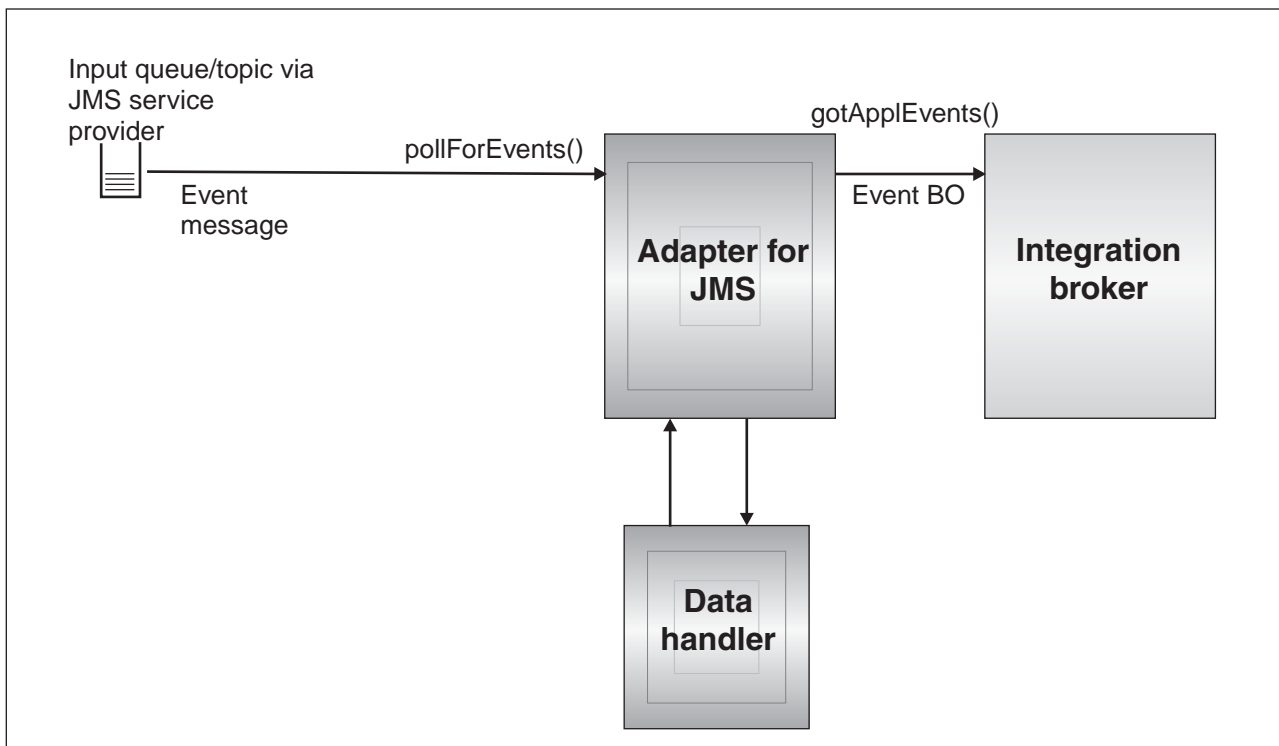 Input queue/topic via
JMS service
provider
pollForEvents()
gotApplEvents()
Event
message
Event BO
Adapter for
JMS
Integration
broker
Data
handler